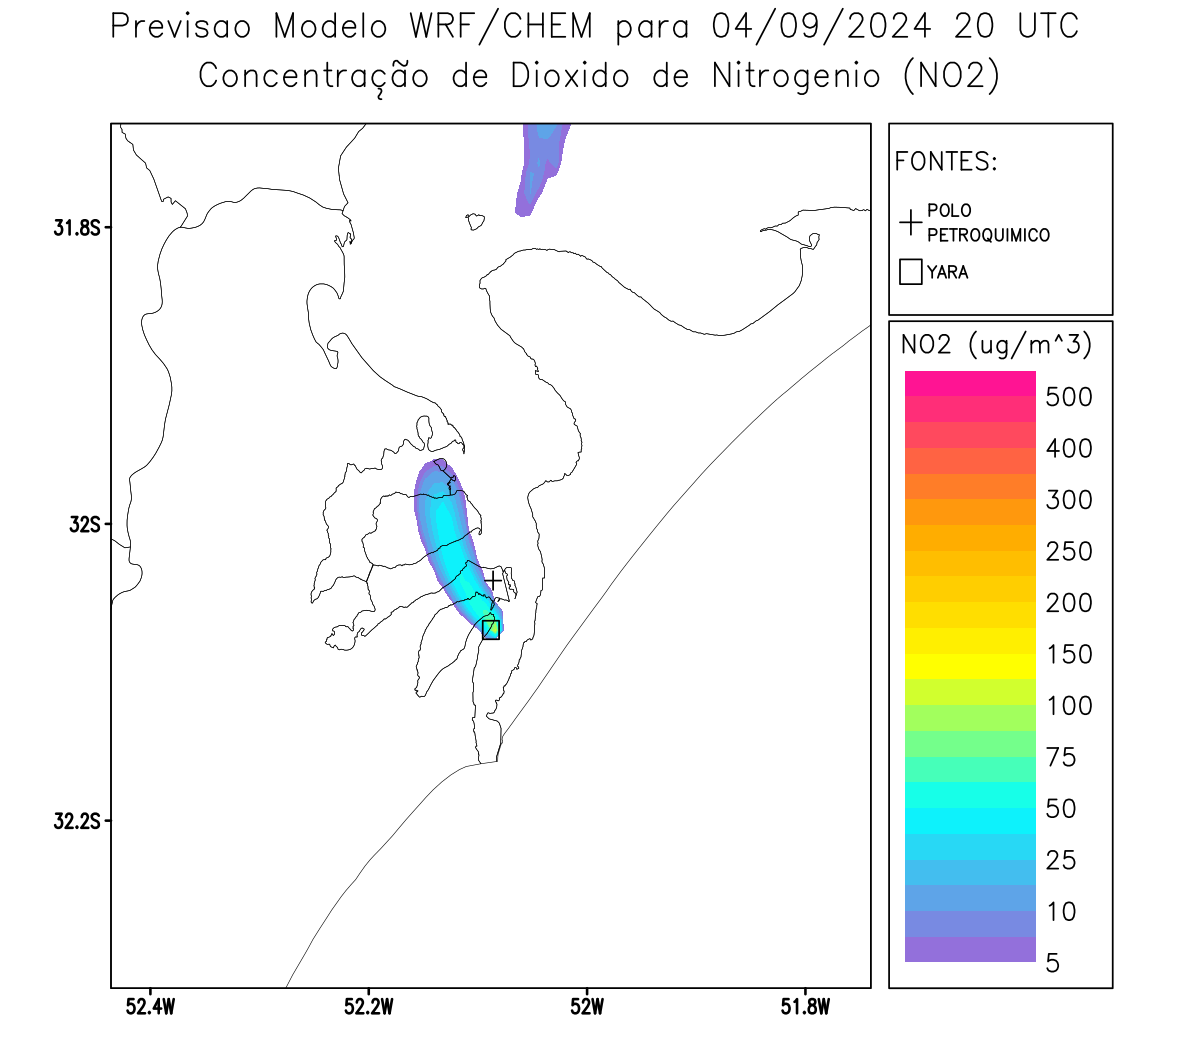 Previsao Modelo WRF/CHEM para 04/09/2024 20 UTC
Concentração de Dioxido de Nitrogenio (NO2)
FONTES:
POLO
PETROQUIMICO
YARA
NO2 (ug/m^3)
500
400
300
250
200
150
100
75
50
25
10
5
31.8S
32S
32.2S
52.4W
52.2W
52W
51.8W